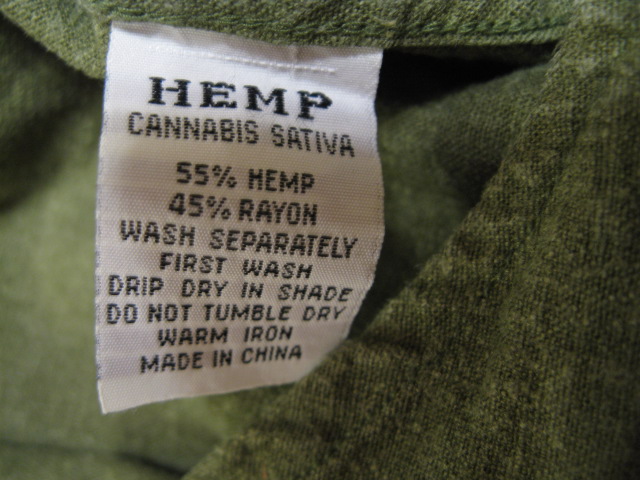 HEMP
CANNABIS SATIVA
55% HEMP
45% RAYON
WASH SEPARATELY
FIRST WASH
DRIP DRY IN SHADE
DO NOT TUMBLE DRY
WARM IRON
MADE IN CHINA